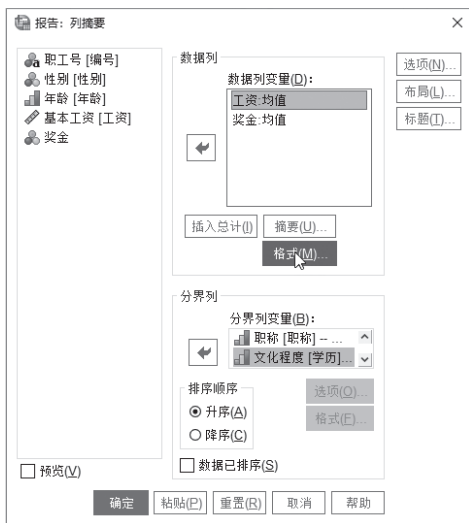 报告：列摘要
职工号 [编号]
性别 [性别]
年龄 [年龄]
基本工资 [工资]
奖金
预览(V)
数据列
数据列变量(D)：
工资:均值
奖金:均值
插入总计(I)
摘要(U)...
格式(M)...
分界列
分界列变量(B)：
职称 [职称] -- ...
文化程度 [学历]...
排序顺序
升序(A)
降序(C)
选项(O)...
格式(F)...
数据已排序(S)
选项(N)...
布局(L)...
标题(T)...
确定
粘贴(P)
重置(R)
取消
帮助